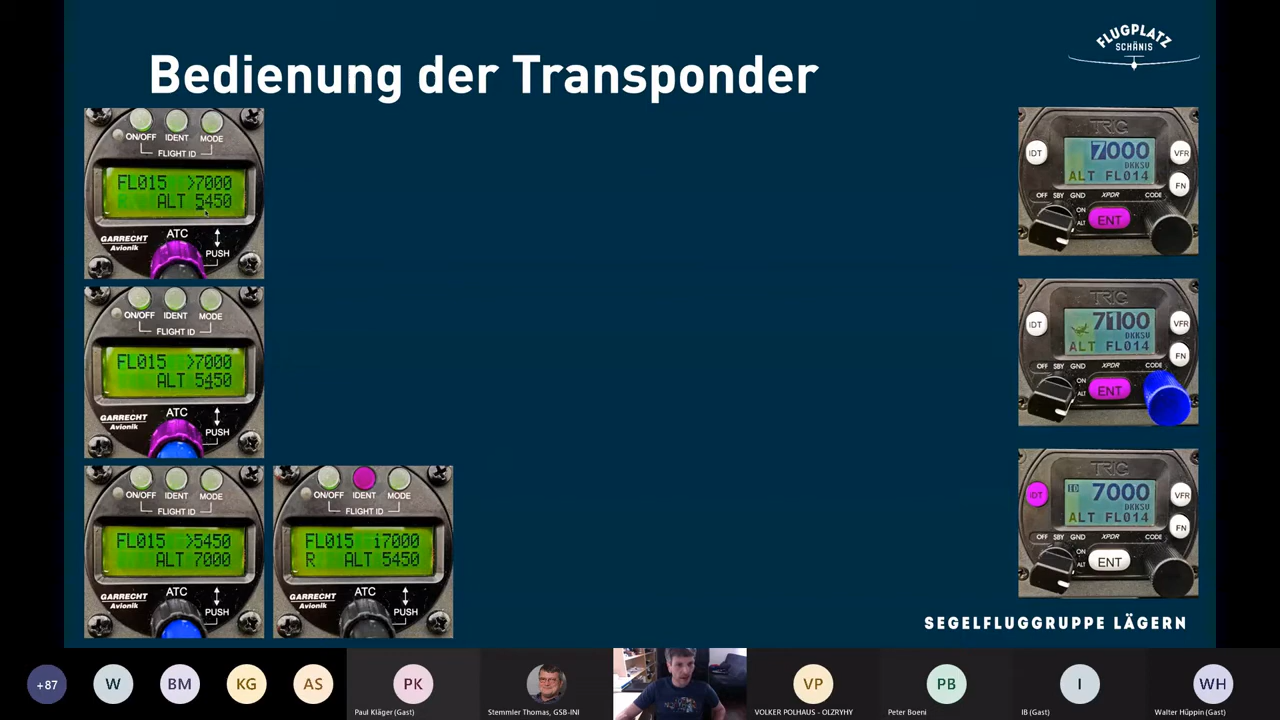 Bedienung der Transponder
FLUGPLATZ
SCHÄNIS
ON/OFF IDENT MODE
FLIGHT ID
FL015 >7000
R ALT 5450
ATC
GARRECHT
Avionik
PUSH
TRIG
IDT
7000
VFR
DKKSV
ALT FL014
FN
OFF SBY GND XPDR CODE
ON
ALT
ENT
ON/OFF IDENT MODE
FLIGHT ID
FL015 >7000
ALT 5450
ATC
GARRECHT
Avionik
PUSH
TRIG
IDT
7100
VFR
DKKSV
ALT FL014
FN
OFF SBY GND XPDR CODE
ON
ALT
ENT
ON/OFF IDENT MODE
FLIGHT ID
FL015 >5450
ALT 7000
ATC
GARRECHT
Avionik
PUSH
ON/OFF IDENT MODE
FLIGHT ID
FL015 i7000
R ALT 5450
ATC
GARRECHT
Avionik
PUSH
TRIG
IDT
ID 7000
VFR
DKKSV
ALT FL014
FN
OFF SBY GND XPDR CODE
ON
ALT
ENT
SEGELFLUGGRUPPE LÄGERN
+87 W BM KG AS PK VP PB I WH
Paul Kläger (Gast) Stemmler Thomas, GSB-INI VOLKER POLHAUS - OLZRYHY Peter Boeni IB (Gast) Walter Hüppin (Gast)